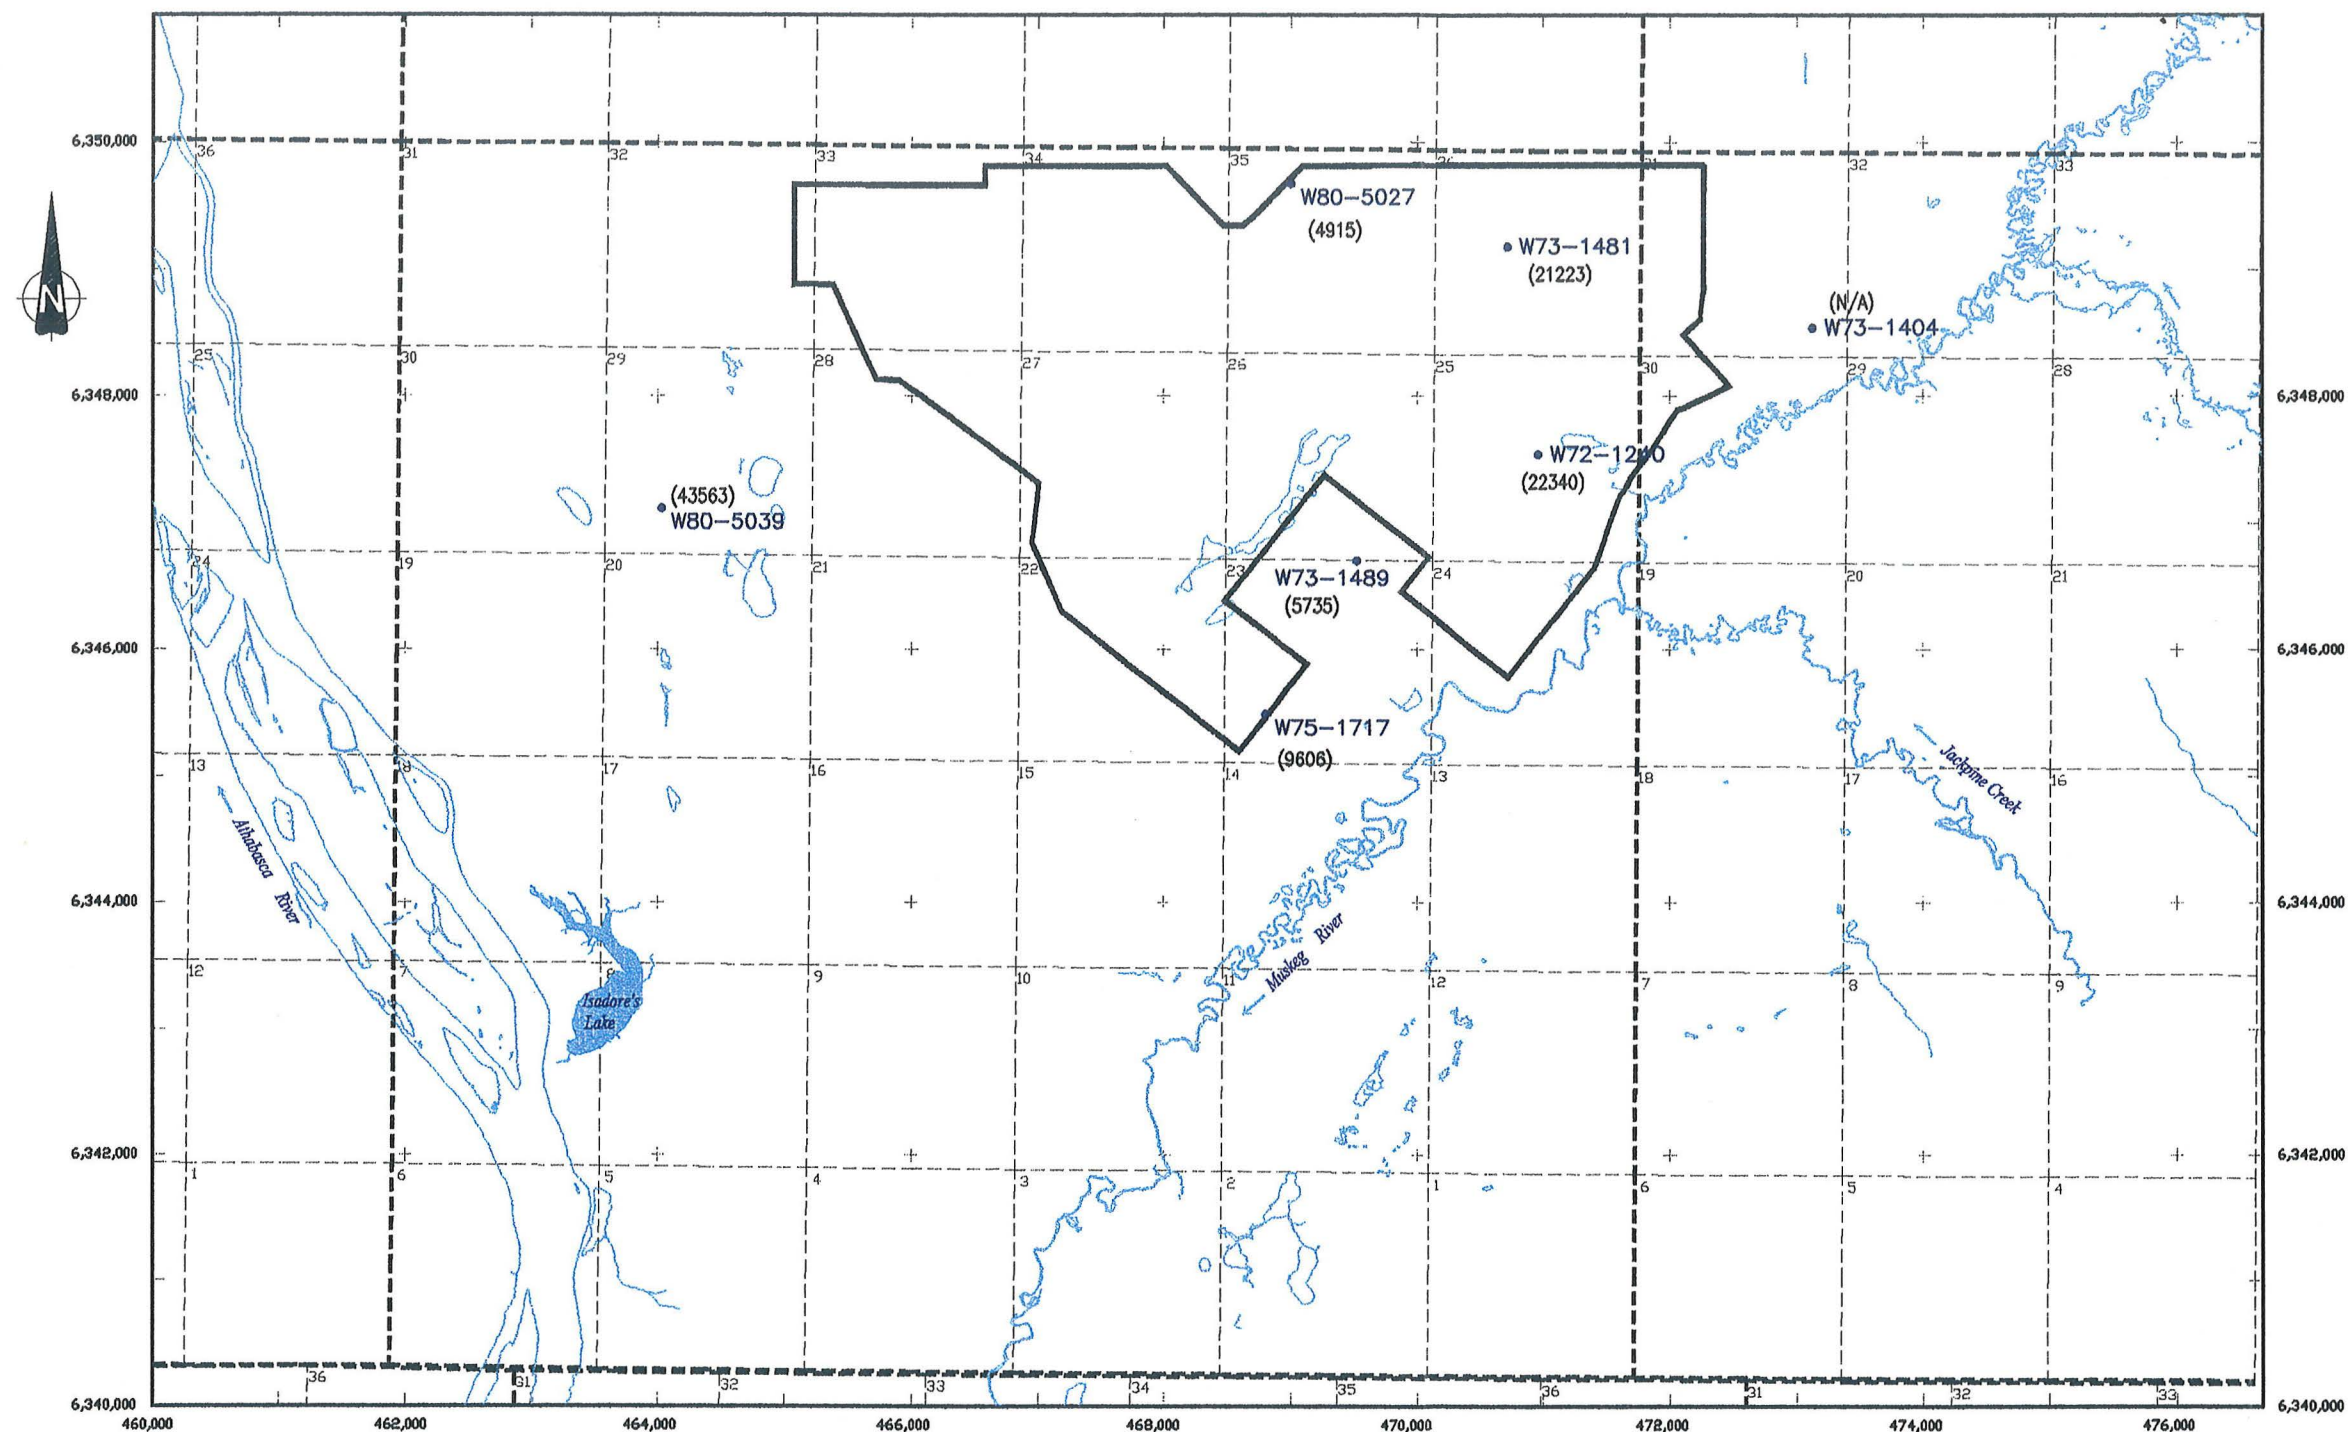 6,350,000
36 31 32 33 34 35 36 31 32 33
W80-5027
(4915)
W73-1481
(21223)
N
(N/A)
W73-1404
25 30 29 28 27 26 25 30 29 28
6,348,000 6,348,000
W72-1240
(22340)
(43563)
W80-5039
24 19 20 21 22 23 24 19 20 21
W73-1489
(5735)
6,346,000 6,346,000
W75-1717
(9606)
Jackpine Creek
13 18 17 16 15 14 13 18 17 16
Athabasca River
6,344,000 6,344,000
Muskeg River
12 7 8 9 10 11 12 7 8 9
Isadore's
Lake
6,342,000 6,342,000
1 6 5 4 3 2 1 6 5 4
36 31 32 33 34 35 36 31 32 33
6,340,000 6,340,000
460,000 462,000 464,000 466,000 468,000 470,000 472,000 474,000 476,000